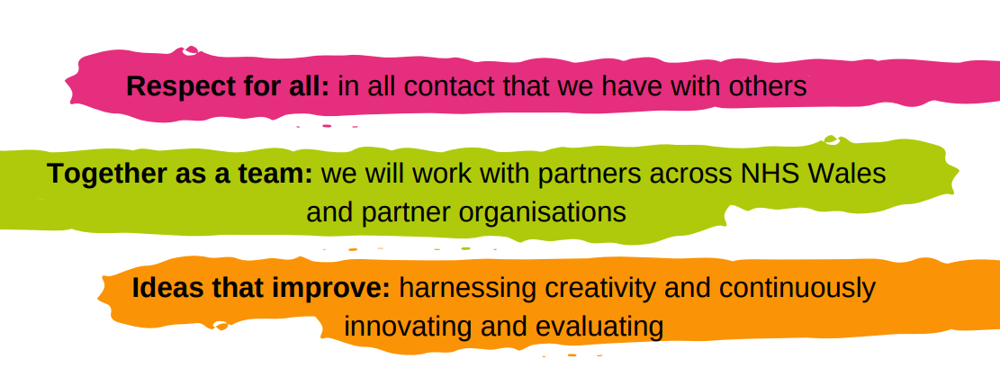 Respect for all: in all contact that we have with others
Together as a team: we will work with partners across NHS Wales
and partner organisations
Ideas that improve: harnessing creativity and continuously
innovating and evaluating